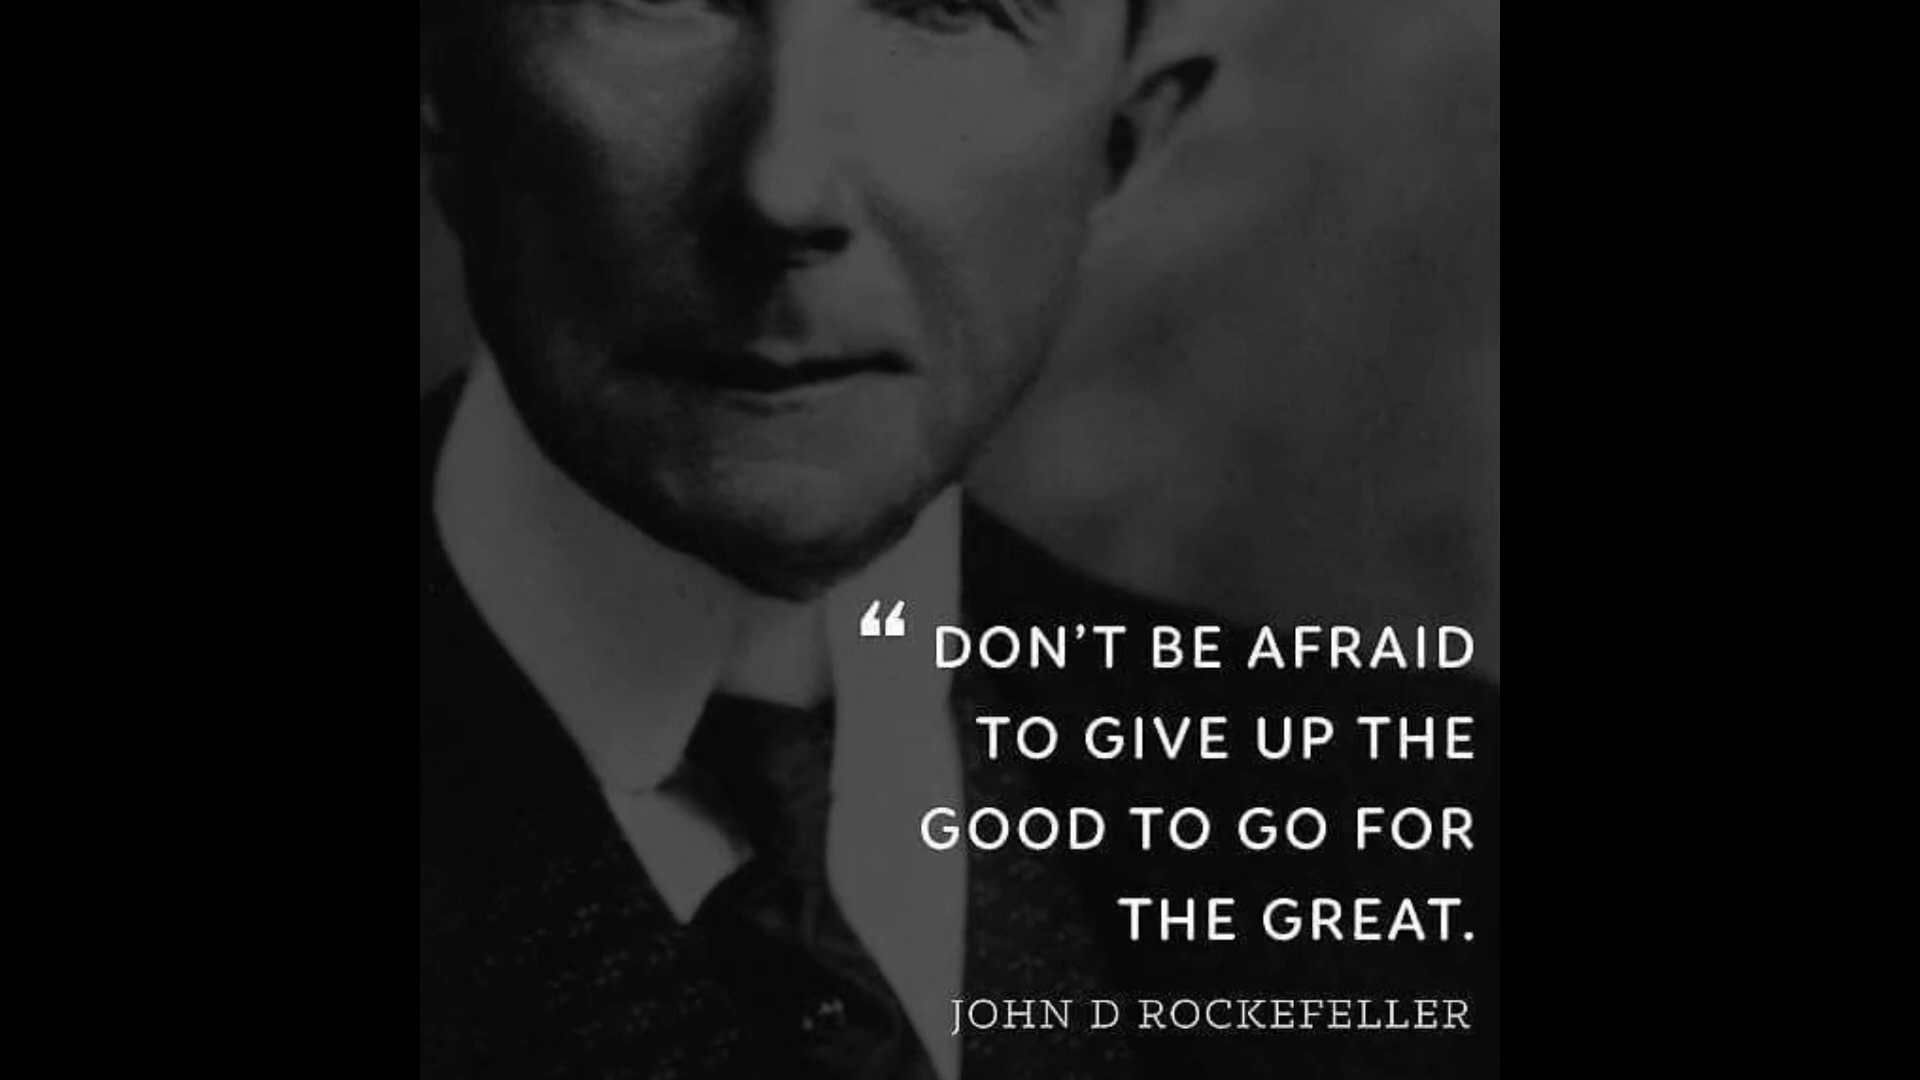 “ DON’T BE AFRAID
TO GIVE UP THE
GOOD TO GO FOR
THE GREAT.
JOHN D ROCKEFELLER